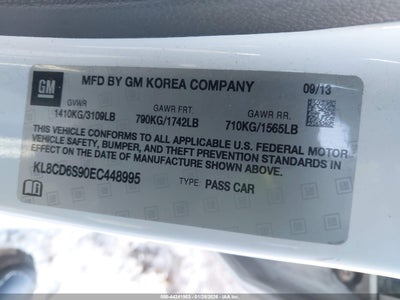 GM
MFD BY GM KOREA COMPANY
09/13
GVWR GAWR FRT GAWR RR.
1410KG/3109LB 790KG/1742LB 710KG/1565LB
THIS VEHICLE CONFORMS TO ALL APPLICABLE U.S. FEDERAL MOTOR
VEHICLE SAFETY, BUMPER, AND THEFT PREVENTION STANDARDS IN
EFFECT ON THE DATE OF MANUFACTURE SHOWN ABOVE.
KL8CD6S90EC448995 TYPE: PASS CAR